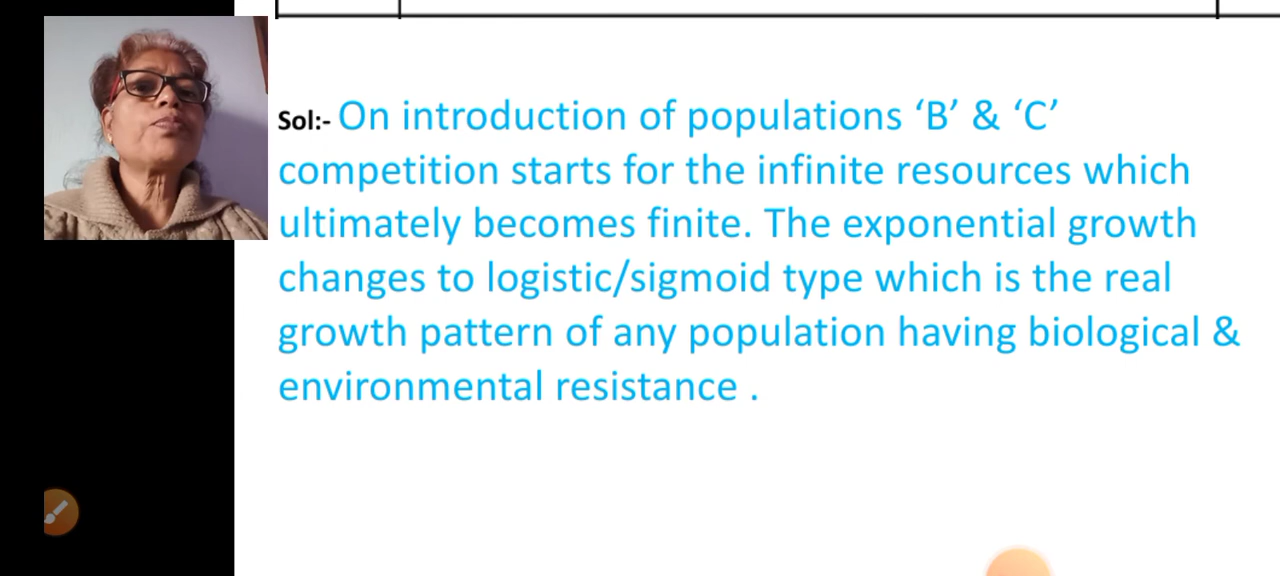 Sol:- On introduction of populations ‘B’ & ‘C’
competition starts for the infinite resources which
ultimately becomes finite. The exponential growth
changes to logistic/sigmoid type which is the real
growth pattern of any population having biological &
environmental resistance .